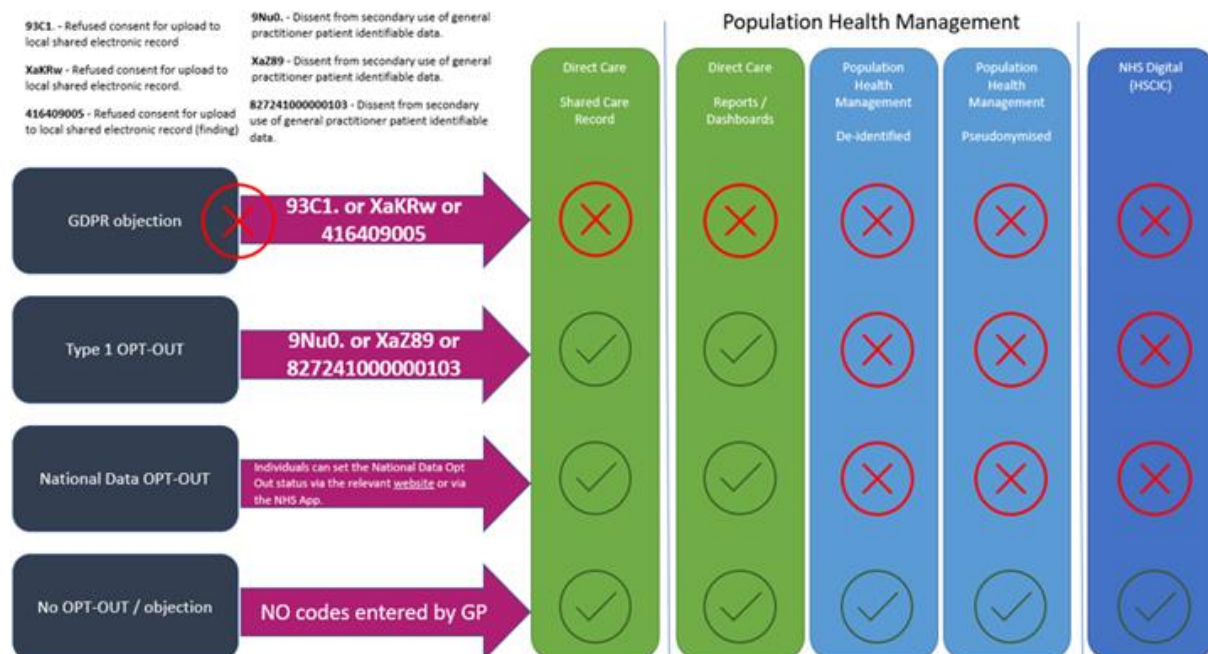 93C1. - Refused consent for upload to
local shared electronic record
XaKRw - Refused consent for upload to
local shared electronic record.
416409005 - Refused consent for upload
to local shared electronic record (finding)
9Nu0. - Dissent from secondary use of general
practitioner patient identifiable data.
XaZ89 - Dissent from secondary use of general
practitioner patient identifiable data.
827241000000103 - Dissent from secondary
use of general practitioner patient identifiable
data.
Population Health Management
Direct Care
Shared Care
Record
Direct Care
Reports /
Dashboards
Population
Health
Management
De-identified
Population
Health
Management
Pseudonymised
NHS Digital
(HSCIC)
GDPR objection
93C1. or XaKRw or
416409005
Type 1 OPT-OUT
9Nu0. or XaZ89 or
827241000000103
National Data OPT-OUT
Individuals can set the National Data Opt
Out status via the relevant website or via
the NHS App.
No OPT-OUT / objection
NO codes entered by GP